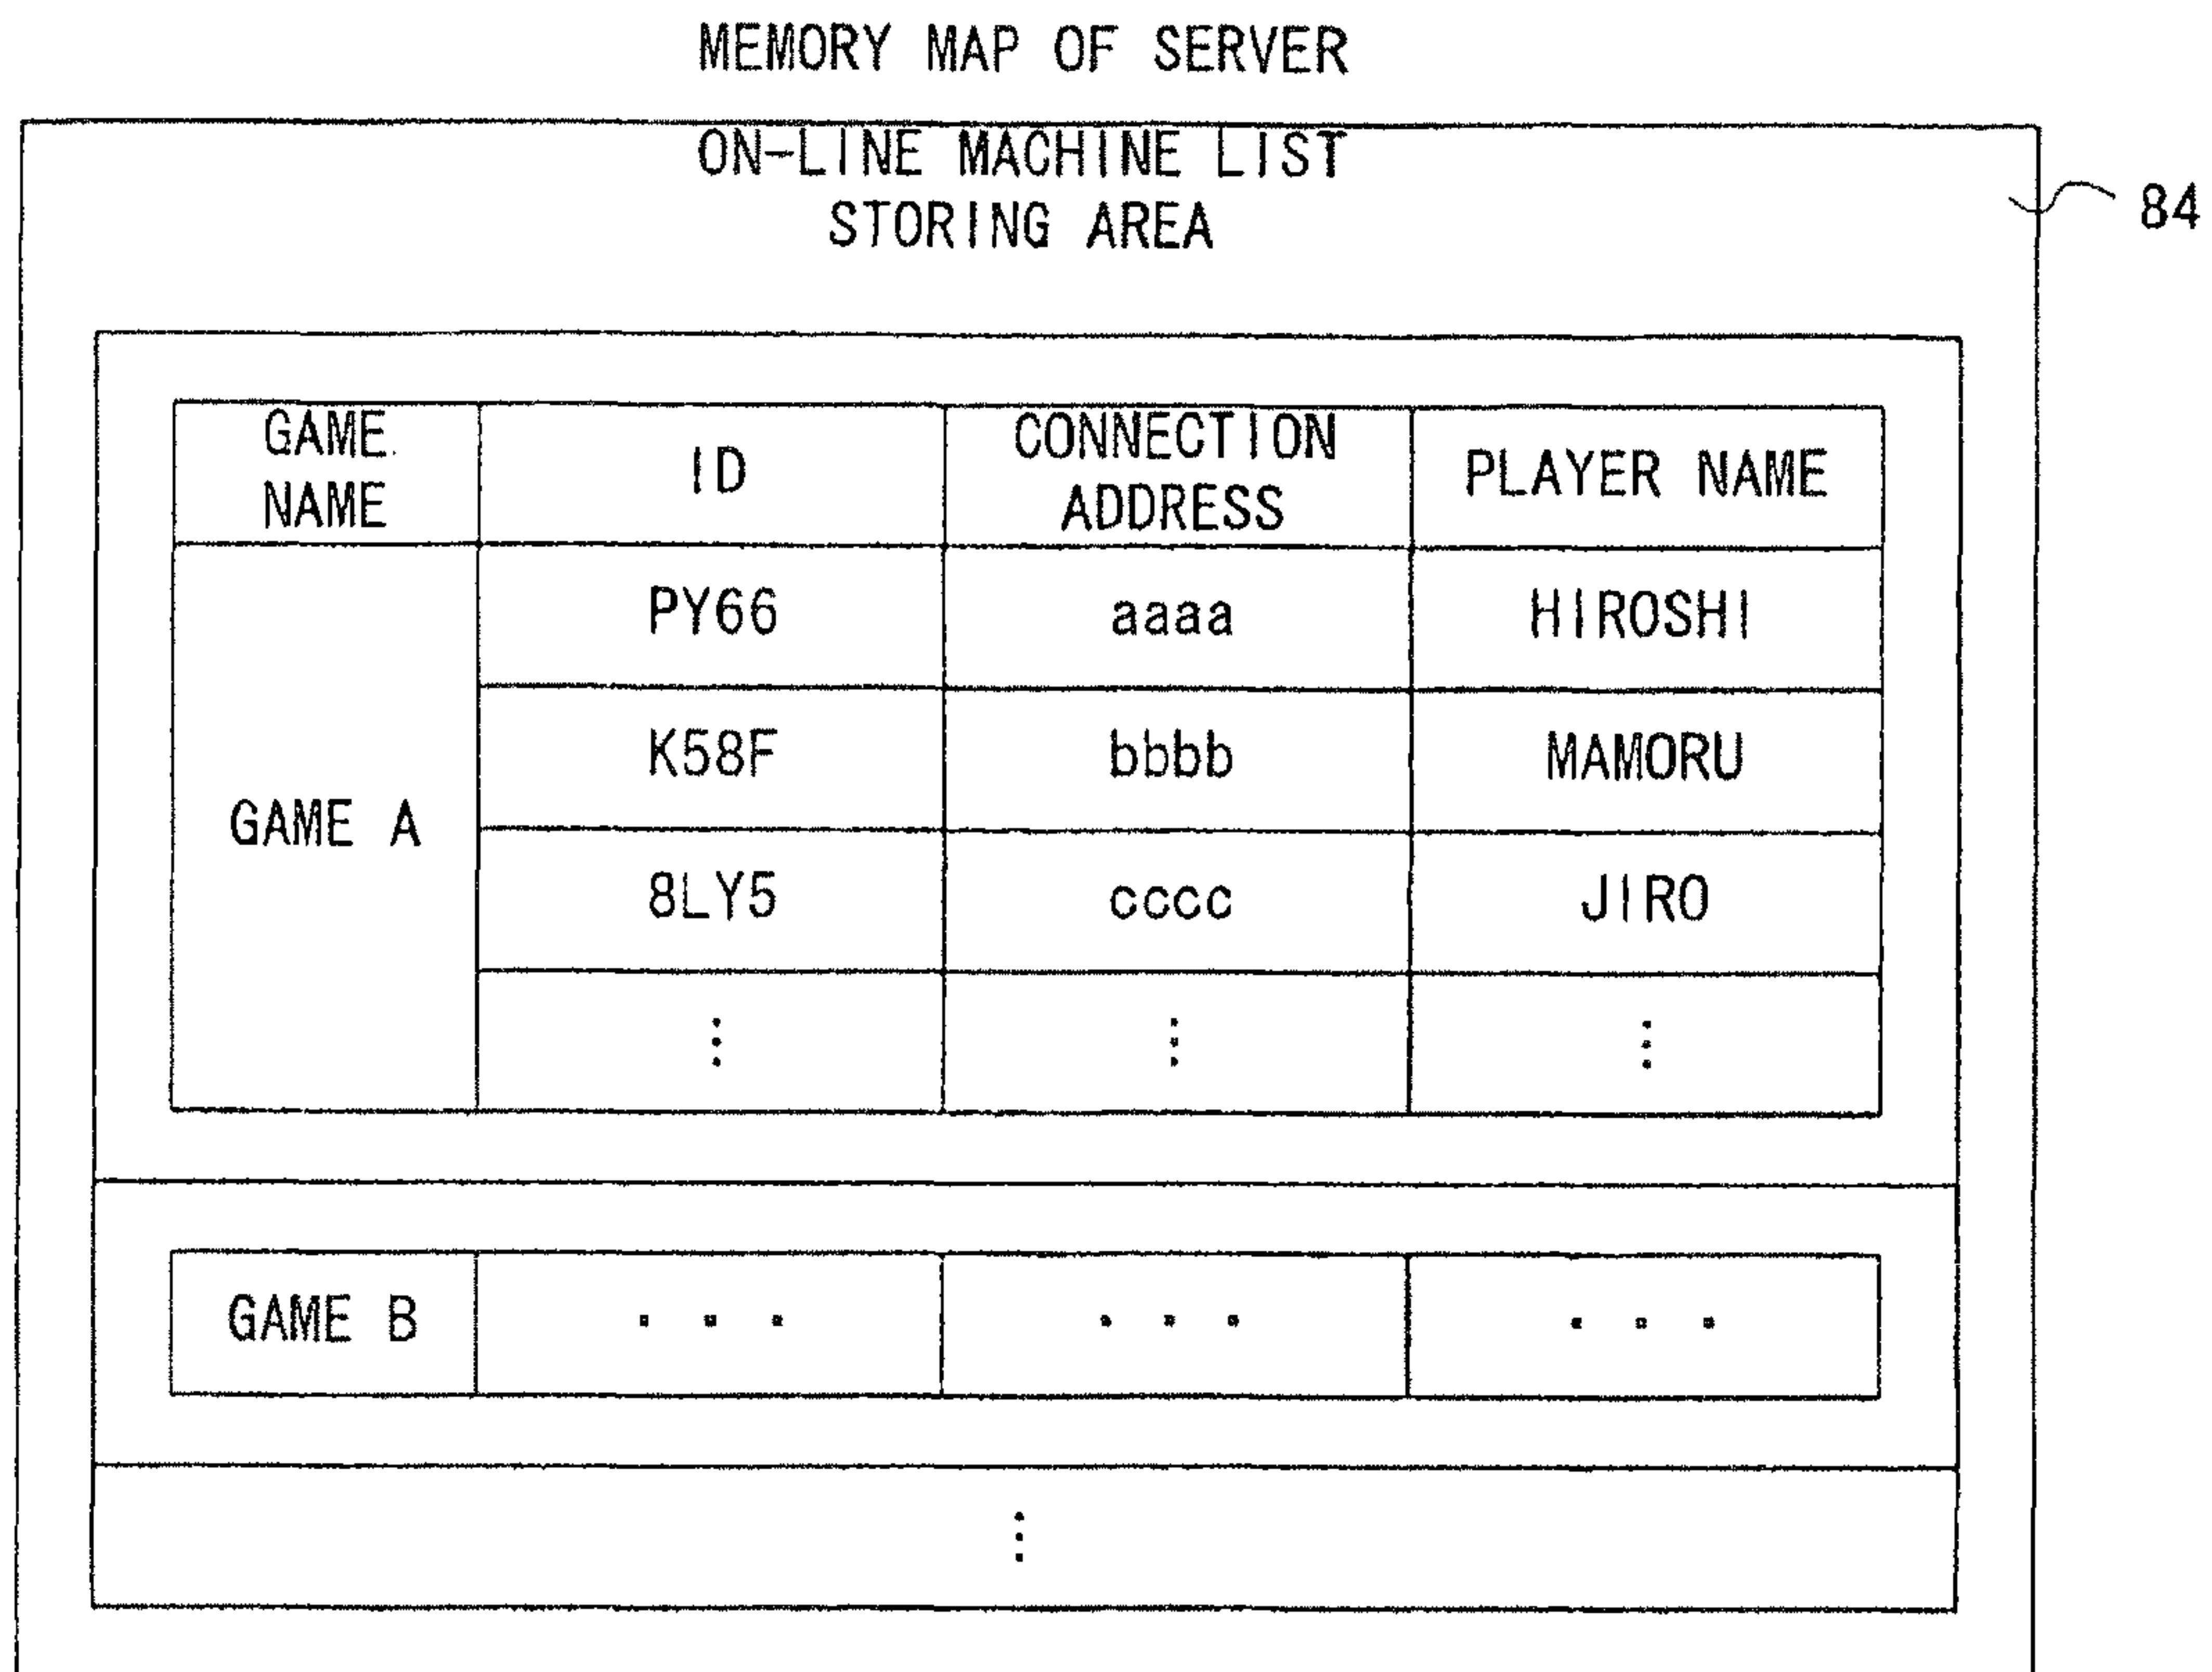 MEMORY MAP OF SERVER
ON-LINE MACHINE LIST
STORING AREA
84
GAME NAME ID CONNECTION ADDRESS PLAYER NAME
GAME A
PY66 aaaa HIROSHI
K58F bbbb MAMORU
8LY5 cccc JIRO
⋮ ⋮ ⋮
GAME B ・・・ ・・・ ・・・
⋮